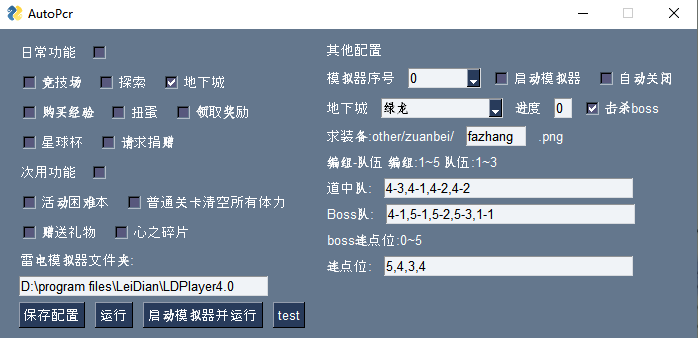 AutoPcr
日常功能
竞技场 探索 地下城
购买经验 扭蛋 领取奖励
星球杯 请求捐赠
次用功能
活动困难本 普通关卡清空所有体力
赠送礼物 心之碎片
雷电模拟器文件夹:
D:\program files\LeiDian\LDPlayer4.0
保存配置 运行 启动模拟器并运行 test
其他配置
模拟器序号 0 启动模拟器 自动关闭
地下城 绿龙 进度 0 击杀boss
求装备:other/zuanbei/ fazhang .png
编组-队伍 编组:1~5 队伍:1~3
道中队: 4-3,4-1,4-2,4-2
Boss队: 4-1,5-1,5-2,5-3,1-1
boss速点位:0~5
速点位: 5,4,3,4